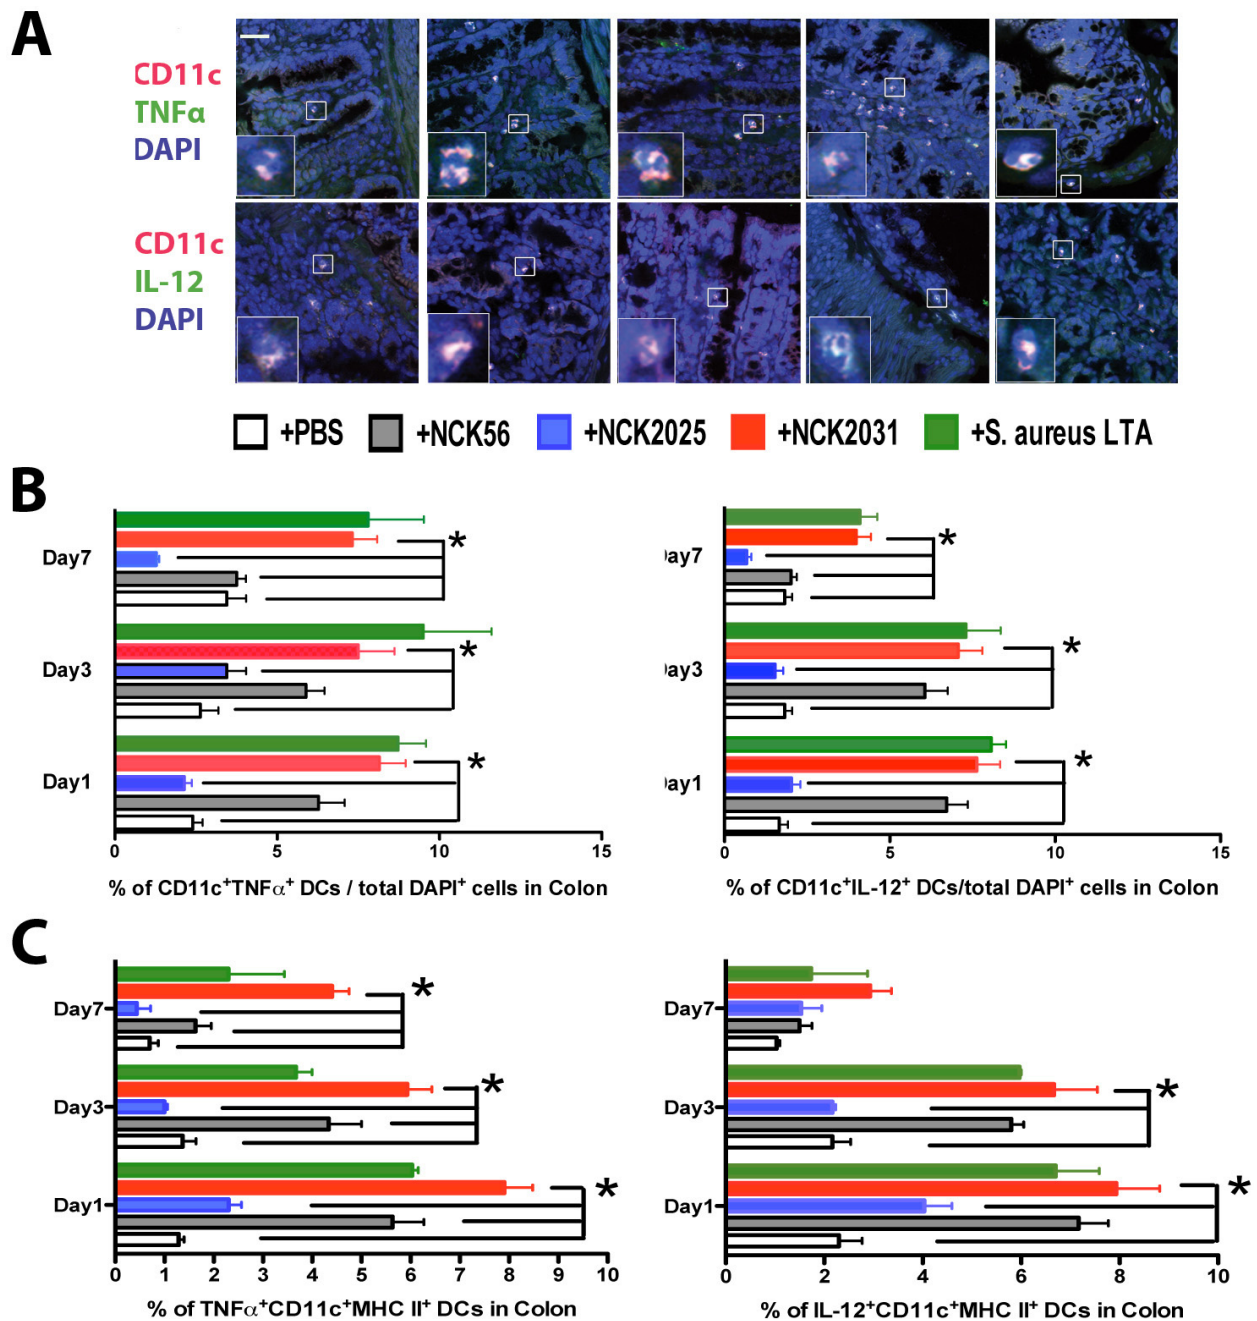 A
CD11c
TNFα
DAPI
CD11c
IL-12
DAPI
+PBS +NCK56 +NCK2025 +NCK2031 +S. aureus LTA
B
Day7
*
Day3
*
Day1
*
0 5 10 15
% of CD11c⁺TNFα⁺ DCs / total DAPI⁺ cells in Colon
)ay7
*
)ay3
*
)ay1
*
0 5 10 15
% of CD11c⁺IL-12⁺ DCs/total DAPI⁺ cells in Colon
C
Day7
*
Day3
*
Day1
*
0 1 2 3 4 5 6 7 8 9 10
% of TNFα⁺CD11c⁺MHC II⁺ DCs in Colon
Day7
Day3
*
Day1
*
0 2 4 6 8 10
% of IL-12⁺CD11c⁺MHC II⁺ DCs in Colon